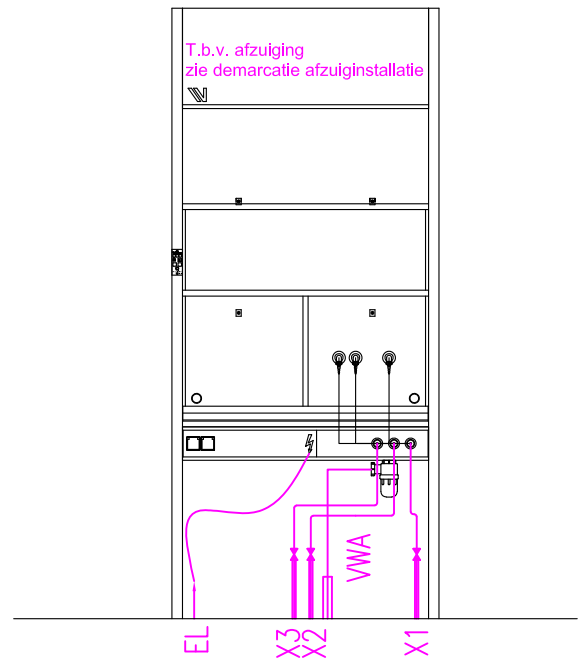 T.b.v. afzuiging
zie demarcatie afzuiginstallatie
VWA
EL
X3
X2
X1